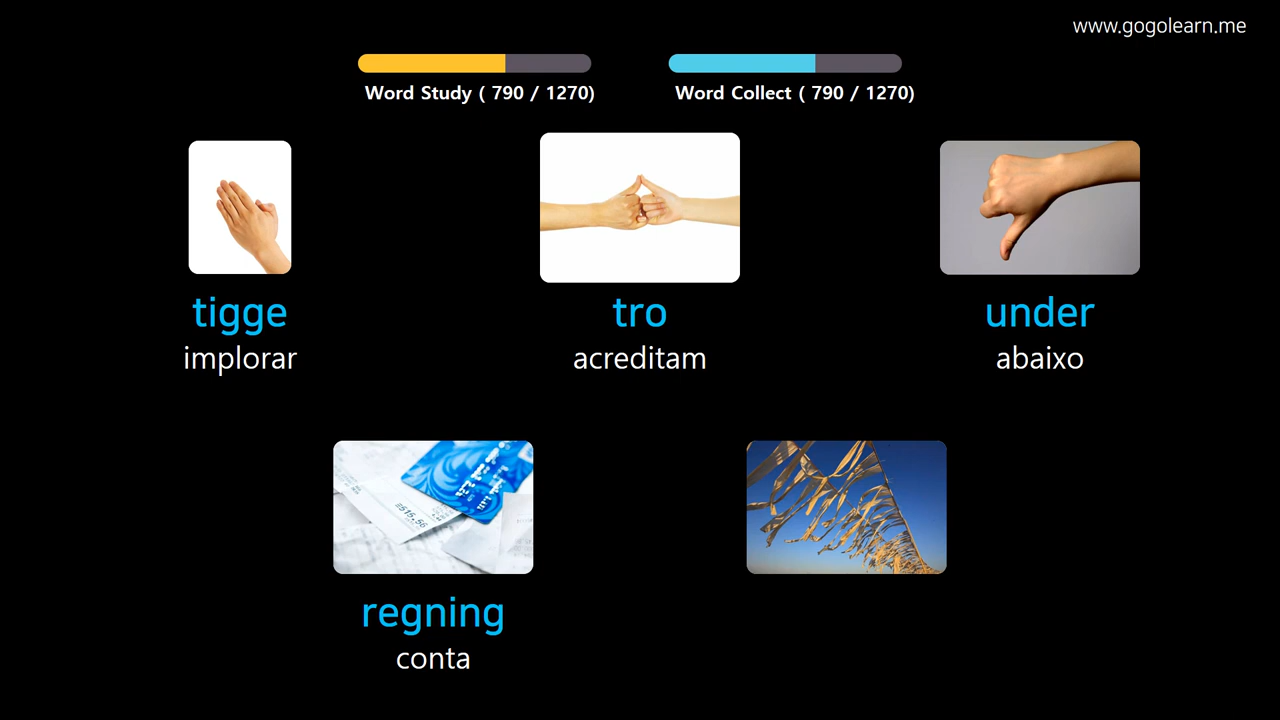 www.gogolearn.me
Word Study ( 790 / 1270)
Word Collect ( 790 / 1270)
tigge
implorar
tro
acreditam
under
abaixo
regning
conta